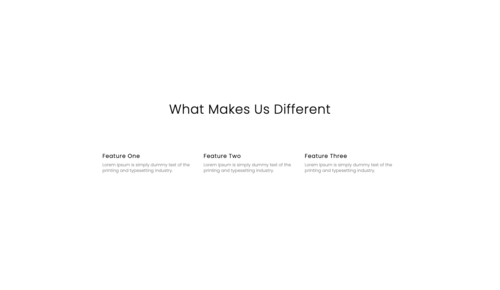 What Makes Us Different
Feature One
Lorem Ipsum is simply dummy text of the
printing and typesetting industry.
Feature Two
Lorem Ipsum is simply dummy text of the
printing and typesetting industry.
Feature Three
Lorem Ipsum is simply dummy text of the
printing and typesetting industry.